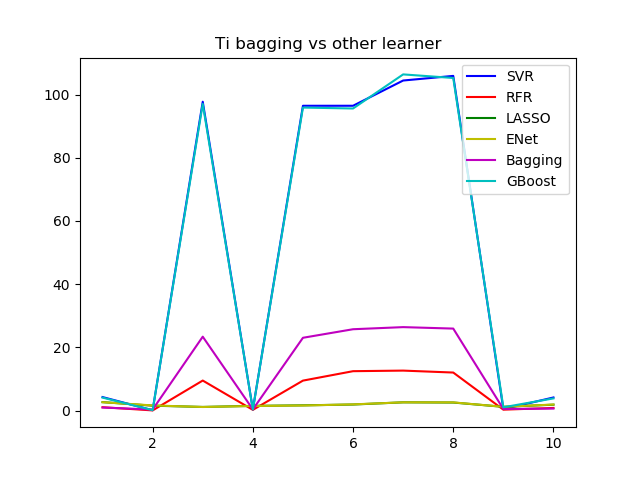 Ti bagging vs other learner
SVR
RFR
LASSO
ENet
Bagging
GBoost
100
80
60
40
20
0
2 4 6 8 10